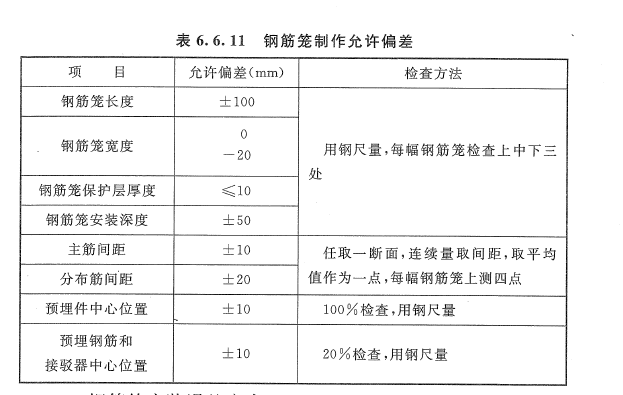 表 6.6.11 钢筋笼制作允许偏差
项 目 允许偏差(mm) 检查方法
钢筋笼长度 ±100
钢筋笼宽度 0
-20
用钢尺量,每幅钢筋笼检查上中下三
处
钢筋笼保护层厚度 ≤10
钢筋笼安装深度 ±50
主筋间距 ±10
任取一断面,连续量取间距,取平均
值作为一点,每幅钢筋笼上测四点
分布筋间距 ±20
预埋件中心位置 ±10 100%检查,用钢尺量
预埋钢筋和
接驳器中心位置 ±10 20%检查,用钢尺量